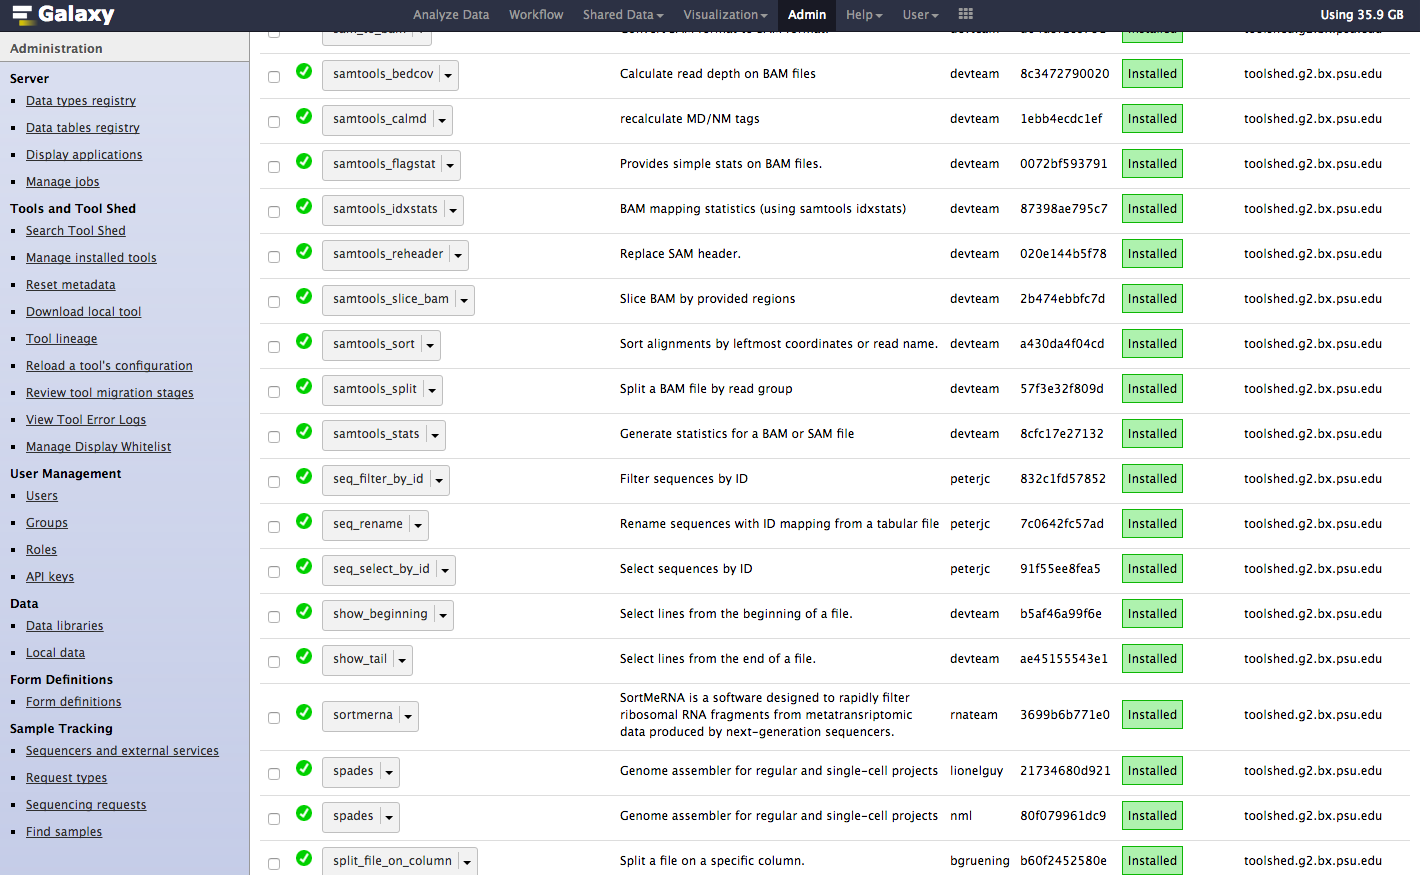 Galaxy Analyze Data Workflow Shared Data Visualization Admin Help User Using 35.9 GB
Administration
Server
Data types registry
Data tables registry
Display applications
Manage jobs
Tools and Tool Shed
Search Tool Shed
Manage installed tools
Reset metadata
Download local tool
Tool lineage
Reload a tool's configuration
Review tool migration stages
View Tool Error Logs
Manage Display Whitelist
User Management
Users
Groups
Roles
API keys
Data
Data libraries
Local data
Form Definitions
Form definitions
Sample Tracking
Sequencers and external services
Request types
Sequencing requests
Find samples
samtools_bedcov Calculate read depth on BAM files devteam 8c3472790020 Installed toolshed.g2.bx.psu.edu
samtools_calmd recalculate MD/NM tags devteam 1ebb4ecdc1ef Installed toolshed.g2.bx.psu.edu
samtools_flagstat Provides simple stats on BAM files. devteam 0072bf593791 Installed toolshed.g2.bx.psu.edu
samtools_idxstats BAM mapping statistics (using samtools idxstats) devteam 87398ae795c7 Installed toolshed.g2.bx.psu.edu
samtools_reheader Replace SAM header. devteam 020e144b5f78 Installed toolshed.g2.bx.psu.edu
samtools_slice_bam Slice BAM by provided regions devteam 2b474ebbfc7d Installed toolshed.g2.bx.psu.edu
samtools_sort Sort alignments by leftmost coordinates or read name. devteam a430da4f04cd Installed toolshed.g2.bx.psu.edu
samtools_split Split a BAM file by read group devteam 57f3e32f809d Installed toolshed.g2.bx.psu.edu
samtools_stats Generate statistics for a BAM or SAM file devteam 8cfc17e27132 Installed toolshed.g2.bx.psu.edu
seq_filter_by_id Filter sequences by ID peterjc 832c1fd57852 Installed toolshed.g2.bx.psu.edu
seq_rename Rename sequences with ID mapping from a tabular file peterjc 7c0642fc57ad Installed toolshed.g2.bx.psu.edu
seq_select_by_id Select sequences by ID peterjc 91f55ee8fea5 Installed toolshed.g2.bx.psu.edu
show_beginning Select lines from the beginning of a file. devteam b5af46a99f6e Installed toolshed.g2.bx.psu.edu
show_tail Select lines from the end of a file. devteam ae45155543e1 Installed toolshed.g2.bx.psu.edu
SortMeRNA is a software designed to rapidly filter
sortmerna ribosomal RNA fragments from metatransriptomic rnateam 3699b6b771e0 Installed toolshed.g2.bx.psu.edu
data produced by next-generation sequencers.
spades Genome assembler for regular and single-cell projects lionelguy 21734680d921 Installed toolshed.g2.bx.psu.edu
spades Genome assembler for regular and single-cell projects nml 80f079961dc9 Installed toolshed.g2.bx.psu.edu
split_file_on_column Split a file on a specific column. bgruening b60f2452580e Installed toolshed.g2.bx.psu.edu